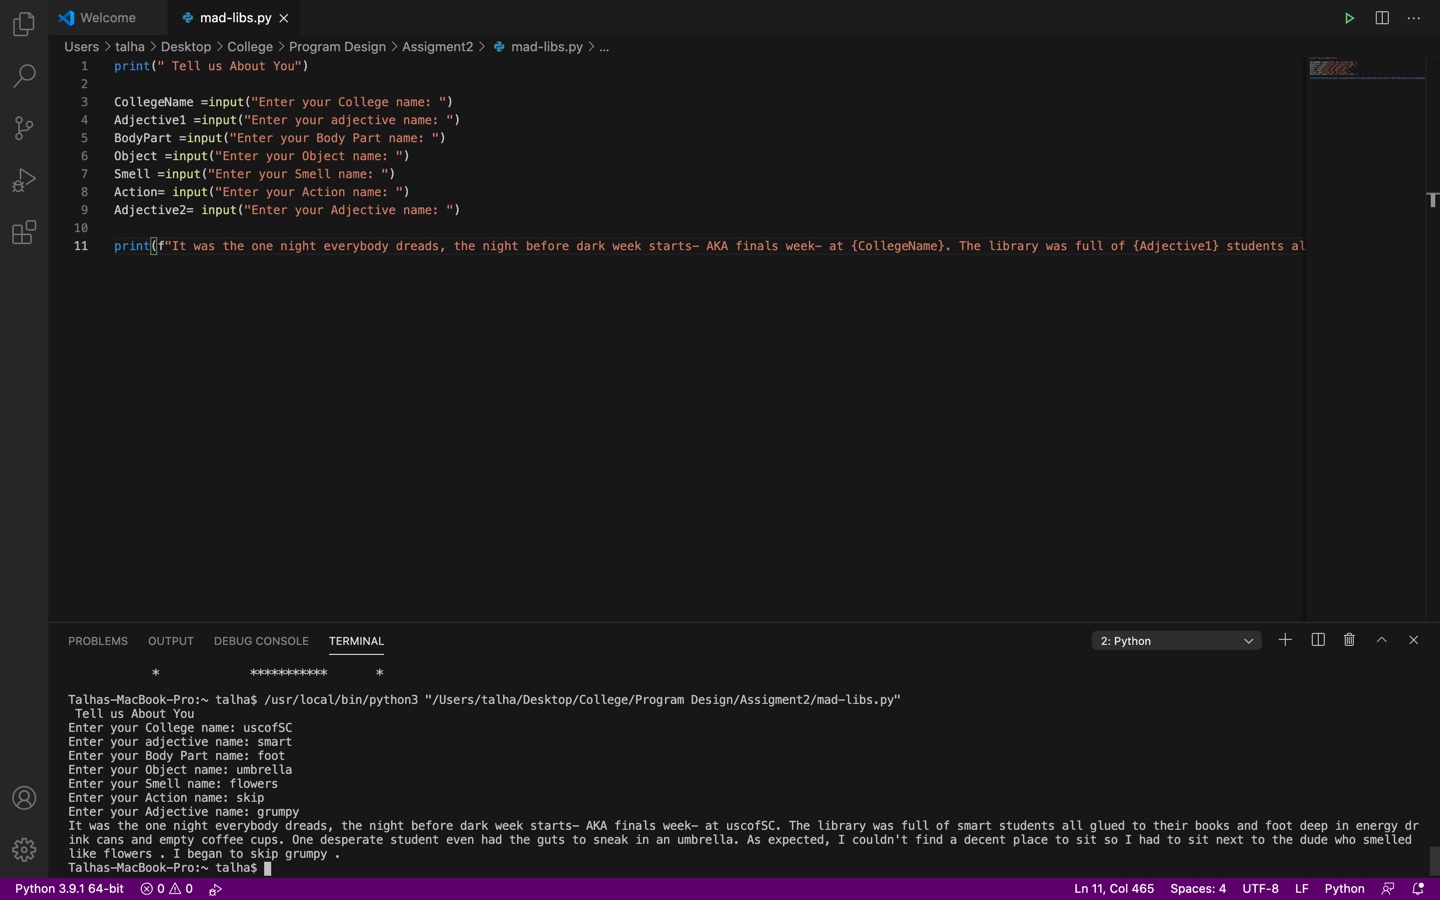 Welcome
mad-libs.py
Users > talha > Desktop > College > Program Design > Assigment2 > mad-libs.py > ...
1 print(" Tell us About You")
2
3 CollegeName =input("Enter your College name: ")
4 Adjective1 =input("Enter your adjective name: ")
5 BodyPart =input("Enter your Body Part name: ")
6 Object =input("Enter your Object name: ")
7 Smell =input("Enter your Smell name: ")
8 Action= input("Enter your Action name: ")
9 Adjective2= input("Enter your Adjective name: ")
10
11 print(f"It was the one night everybody dreads, the night before dark week starts– AKA finals week– at {CollegeName}. The library was full of {Adjective1} students al
PROBLEMS OUTPUT DEBUG CONSOLE TERMINAL 2: Python
* *********** *
Talhas-MacBook-Pro:~ talha$ /usr/local/bin/python3 "/Users/talha/Desktop/College/Program Design/Assigment2/mad-libs.py"
Tell us About You
Enter your College name: uscofSC
Enter your adjective name: smart
Enter your Body Part name: foot
Enter your Object name: umbrella
Enter your Smell name: flowers
Enter your Action name: skip
Enter your Adjective name: grumpy
It was the one night everybody dreads, the night before dark week starts– AKA finals week– at uscofSC. The library was full of smart students all glued to their books and foot deep in energy dr
ink cans and empty coffee cups. One desperate student even had the guts to sneak in an umbrella. As expected, I couldn't find a decent place to sit so I had to sit next to the dude who smelled
like flowers . I began to skip grumpy .
Talhas-MacBook-Pro:~ talha$
Python 3.9.1 64-bit 0 0 Ln 11, Col 465 Spaces: 4 UTF-8 LF Python